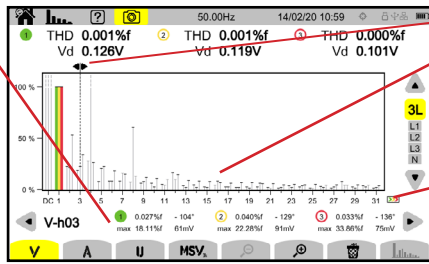 ? 50.00Hz 14/02/20 10:59
1 THD 0.001%f 2 THD 0.001%f 3 THD 0.000%f
Vd 0.126V Vd 0.119V Vd 0.101V
100 %
50 %
0 %
DC 1 3 5 7 9 11 13 15 17 19 21 23 25 27 29 31
3L
L1
L2
L3
N
V-h03
1 0.027%f - 104° 2 0.040%f - 129° 3 0.033%f - 136°
max 18.11%f 61mV max 22.28%f 91mV max 33.86%f 75mV
V A U MSV